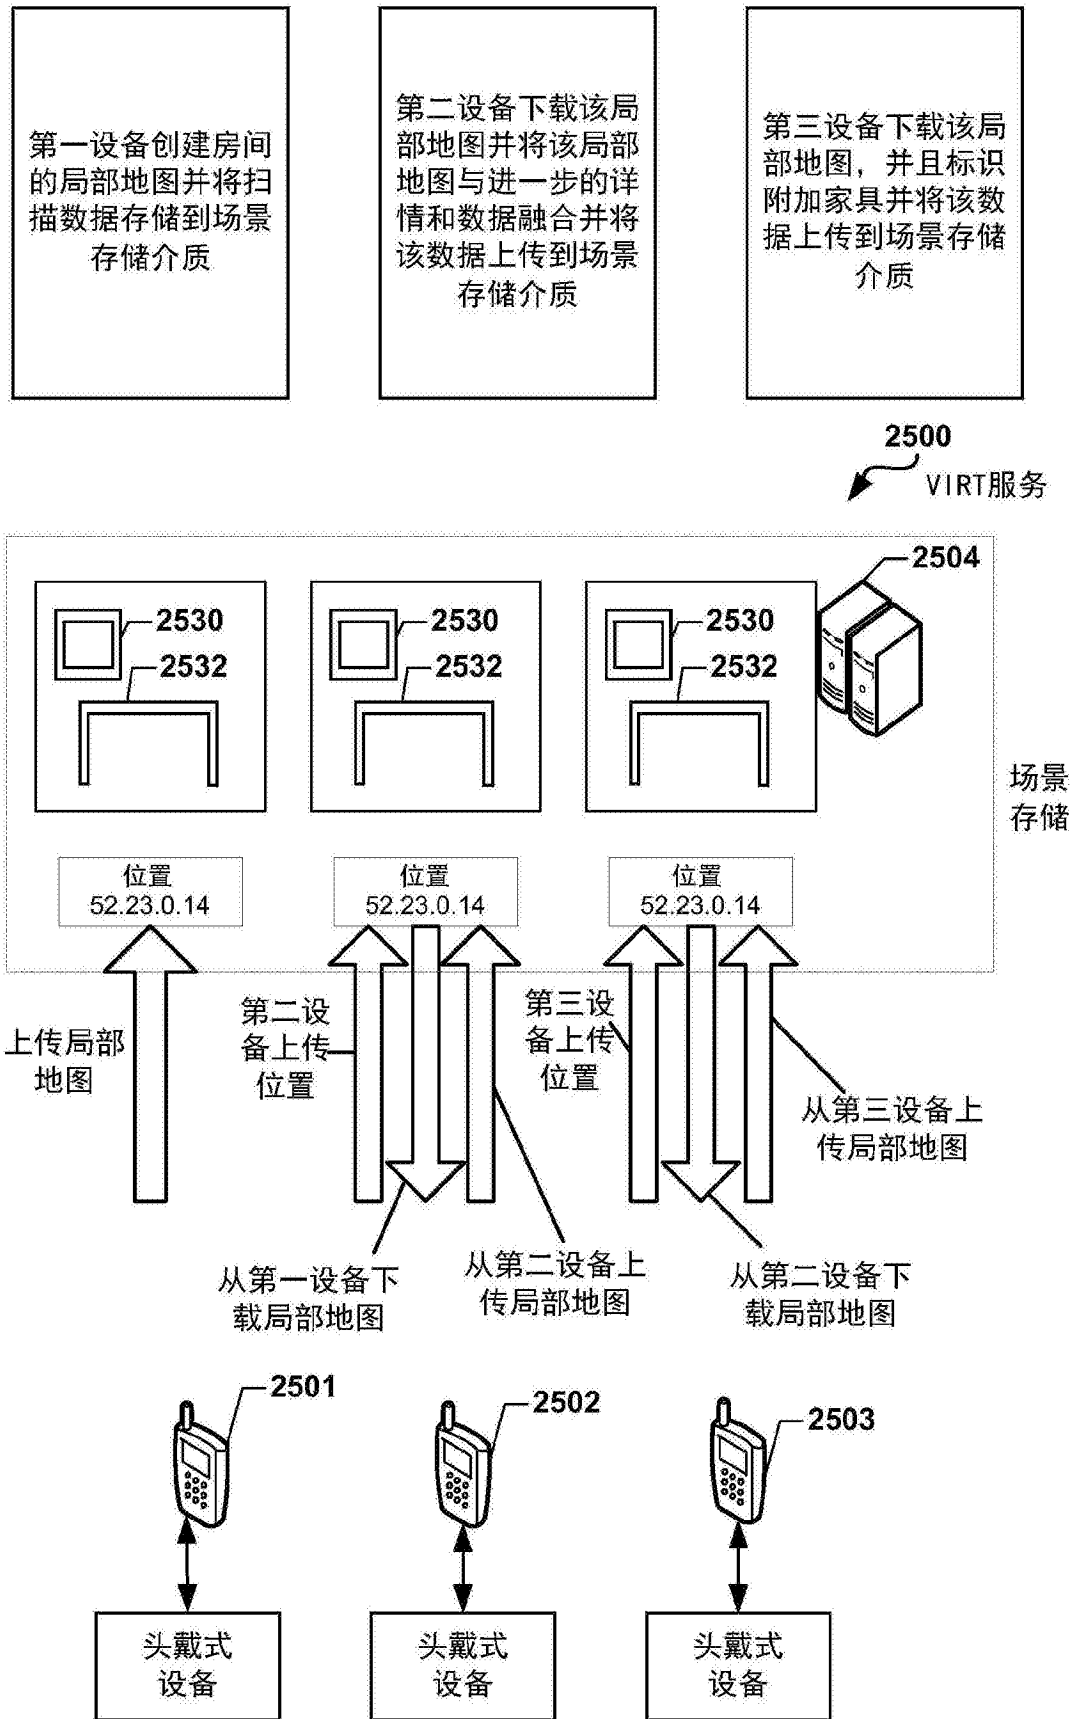 第一设备创建房间
的局部地图并将扫
描数据存储到场景
存储介质
第二设备下载该局
部地图并将该局部
地图与进一步的详
情和数据融合并将
该数据上传到场景
存储介质
第三设备下载该局
部地图，并且标识
附加家具并将该数
据上传到场景存储
介质
2500
VIRT服务
2504
2530
2532
2530
2532
2530
2532
场景
存储
位置
52.23.0.14
位置
52.23.0.14
位置
52.23.0.14
上传局部
地图
第二设
备上传
位置
第三设
备上传
位置
从第三设备上
传局部地图
从第一设备下
载局部地图
从第二设备上
传局部地图
从第二设备下
载局部地图
2501
2502
2503
头戴式
设备
头戴式
设备
头戴式
设备